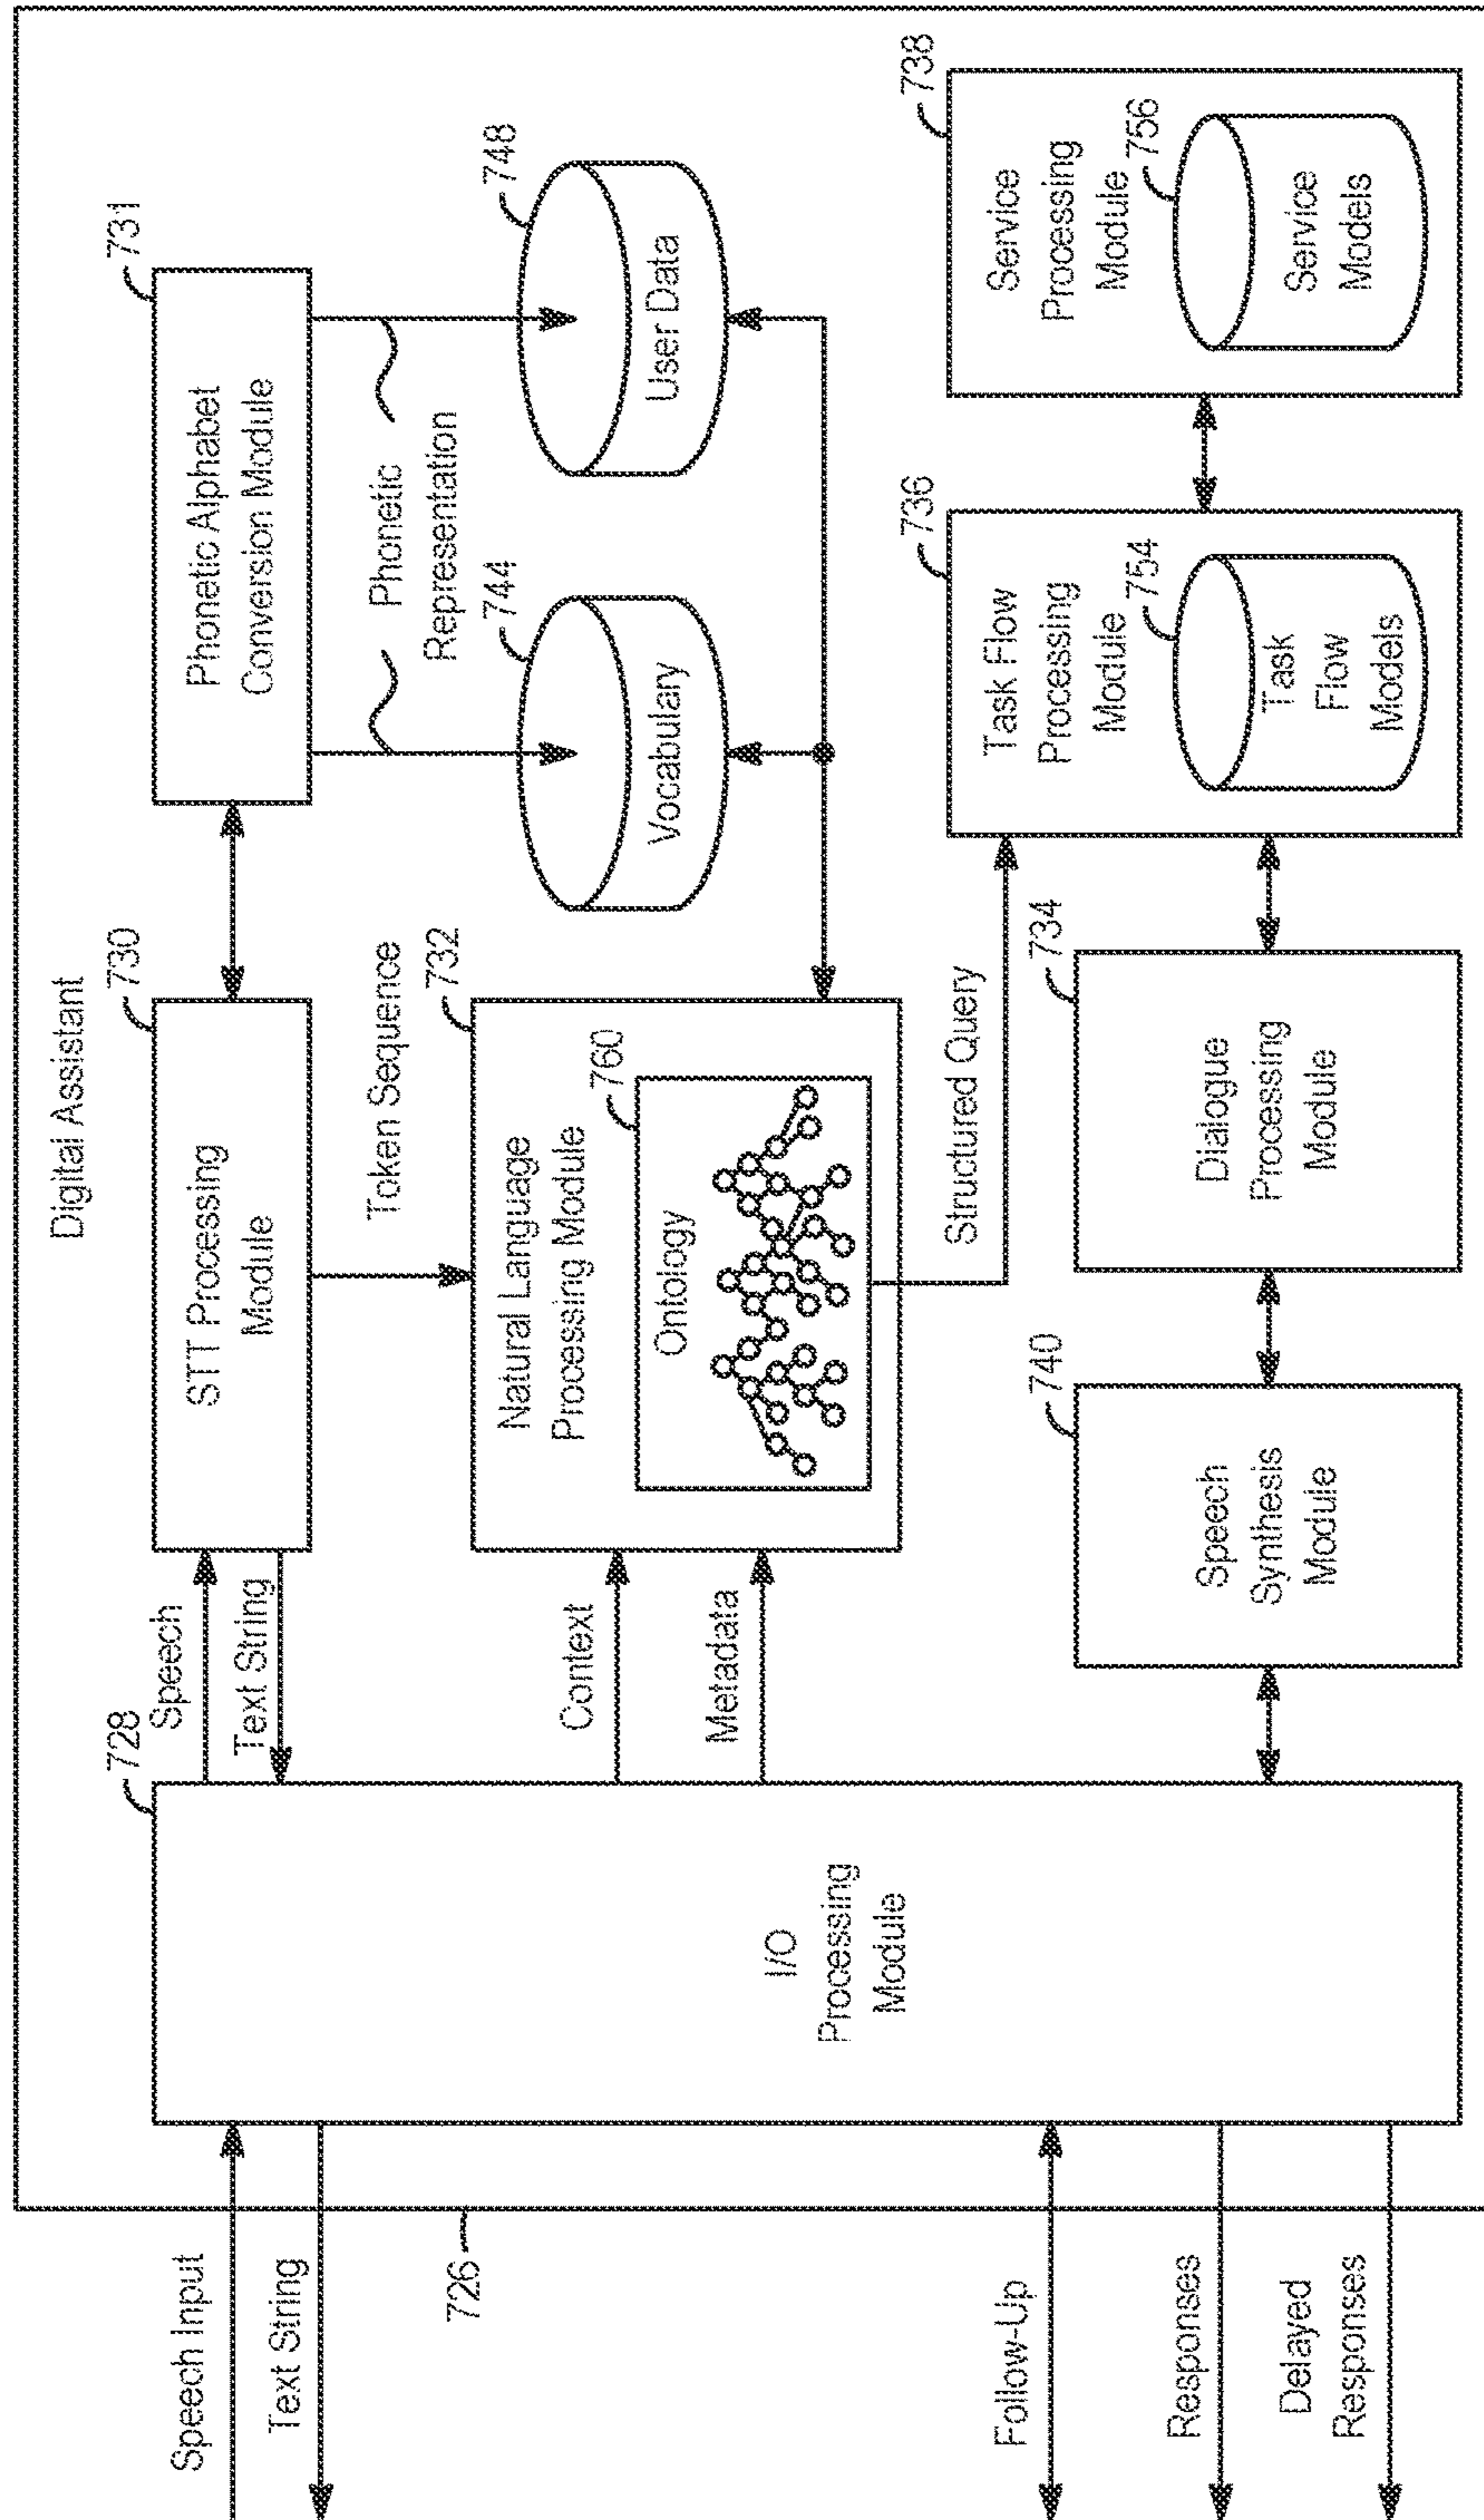 Digital Assistant
Speech Input
Text String
726
728
I/O
Processing
Module
Speech
Text String
Context
Metadata
730
STT Processing
Module
Token Sequence
732
Natural Language
Processing Module
760
Ontology
731
Phonetic Alphabet
Conversion Module
Phonetic
Representation
744
Vocabulary
748
User Data
Structured Query
Follow-Up
Responses
Delayed
Responses
740
Speech
Synthesis
Module
734
Dialogue
Processing
Module
736
Task Flow
Processing
Module
754
Task
Flow
Models
738
Service
Processing
Module
756
Service
Models